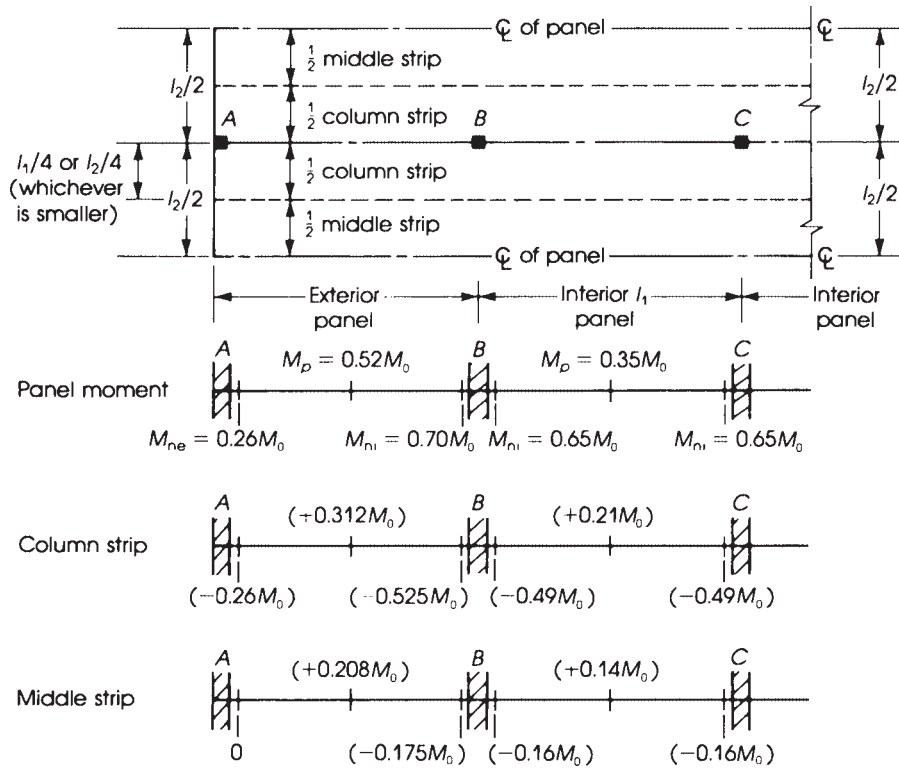 ℄ of panel ℄
½ middle strip
l₂/2 l₂/2
A B C
½ column strip
l₁/4 or l₂/4
(whichever
is smaller)
l₂/2 ½ column strip l₂/2
½ middle strip
℄ of panel ℄
Exterior panel
Interior l₁ panel
Interior panel
A B C
Mₚ = 0.52M₀ Mₚ = 0.35M₀
Panel moment
Mₙₑ = 0.26M₀ Mₙᵢ = 0.70M₀ Mₙᵢ = 0.65M₀ Mₙᵢ = 0.65M₀
A B C
(+0.312M₀) (+0.21M₀)
Column strip
(−0.26M₀) (−0.525M₀) (−0.49M₀) (−0.49M₀)
A B C
(+0.208M₀) (+0.14M₀)
Middle strip
0 (−0.175M₀) (−0.16M₀) (−0.16M₀)